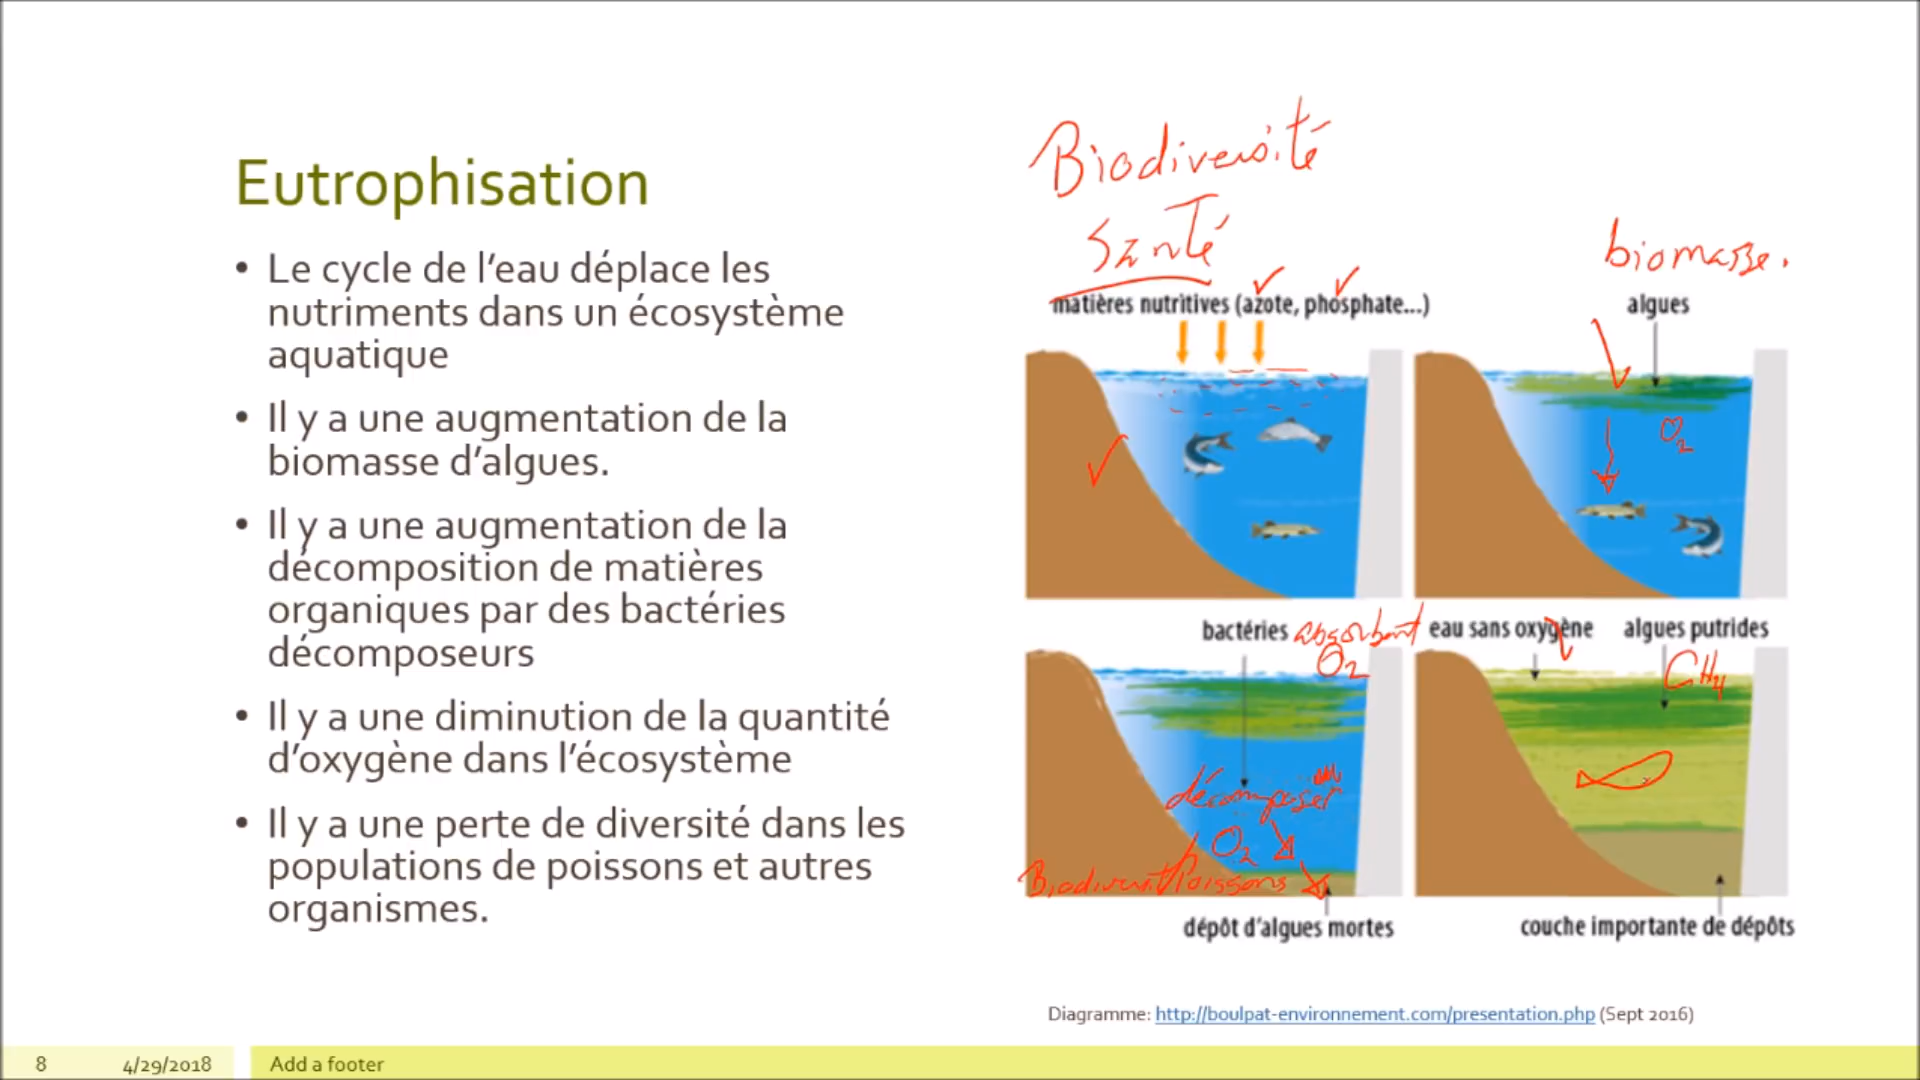 Eutrophisation
• Le cycle de l'eau déplace les
nutriments dans un écosystème
aquatique
• Il y a une augmentation de la
biomasse d'algues.
• Il y a une augmentation de la
décomposition de matières
organiques par des bactéries
décomposeurs
• Il y a une diminution de la quantité
d'oxygène dans l'écosystème
• Il y a une perte de diversité dans les
populations de poissons et autres
organismes.
Biodiversité
Santé
biomasse.
matières nutritives (azote, phosphate...)
algues
O2
bactéries absorbant
O2
eau sans oxygène
algues putrides
CH4
décomposer
O2
Biodiversité Poissons
dépôt d'algues mortes
couche importante de dépôts
Diagramme: http://boulpat-environnement.com/presentation.php (Sept 2016)
8
4/29/2018
Add a footer